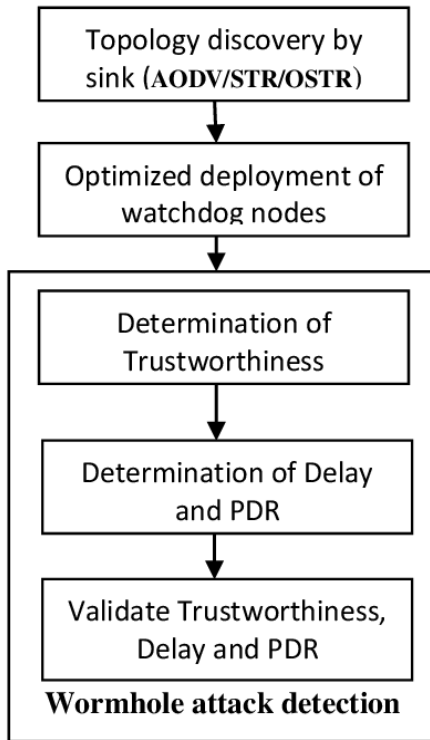 Topology discovery by
sink (AODV/STR/OSTR)
Optimized deployment of
watchdog nodes
Determination of
Trustworthiness
Determination of Delay
and PDR
Validate Trustworthiness,
Delay and PDR
Wormhole attack detection